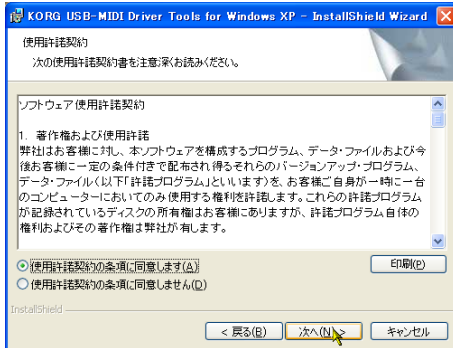 KORG USB-MIDI Driver Tools for Windows XP - InstallShield Wizard
使用許諾契約
次の使用許諾契約書を注意深くお読みください。
ソフトウェア使用許諾契約
1. 著作権および使用許諾
弊社はお客様に対し、本ソフトウェアを構成するプログラム、データ・ファイルおよび今
後お客様に一定の条件付きで配布され得るそれらのバージョンアップ・プログラム、
データ・ファイル(以下「許諾プログラム」といいます)を、お客様ご自身が一時に一台
のコンピューターにおいてのみ使用する権利を許諾します。これらの許諾プログラム
が記録されているディスクの所有権はお客様にありますが、許諾プログラム自体の
権利およびその著作権は弊社が有します。
使用許諾契約の条項に同意します(A)
印刷(P)
使用許諾契約の条項に同意しません(D)
InstallShield
< 戻る(B)
次へ(N) >
キャンセル